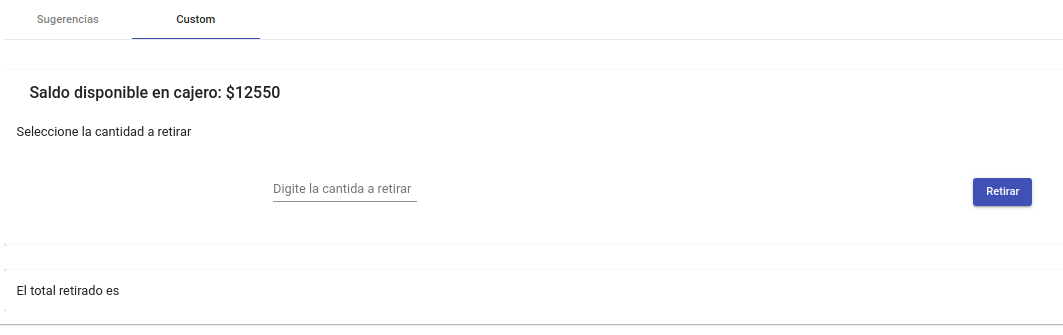 Sugerencias Custom
Saldo disponible en cajero: $12550
Seleccione la cantidad a retirar
Digite la cantida a retirar Retirar
El total retirado es